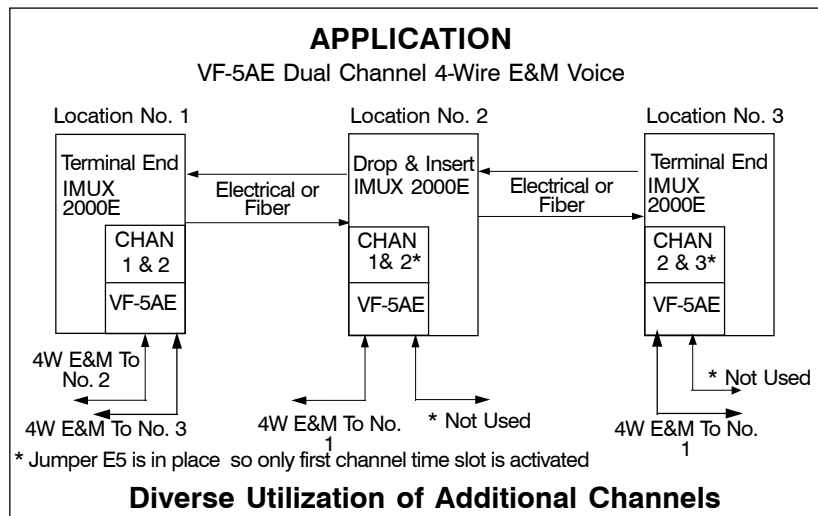 APPLICATION
VF-5AE Dual Channel 4-Wire E&M Voice
Location No. 1
Location No. 2
Location No. 3
Terminal End
IMUX
2000E
Electrical or
Fiber
Drop & Insert
IMUX 2000E
Electrical or
Fiber
Terminal End
IMUX
2000E
CHAN
1 & 2
VF-5AE
CHAN
1& 2*
VF-5AE
CHAN
2 & 3*
VF-5AE
4W E&M To
No. 2
4W E&M To No. 3
4W E&M To No.
1
* Not Used
* Not Used
4W E&M To No.
1
* Jumper E5 is in place so only first channel time slot is activated
Diverse Utilization of Additional Channels